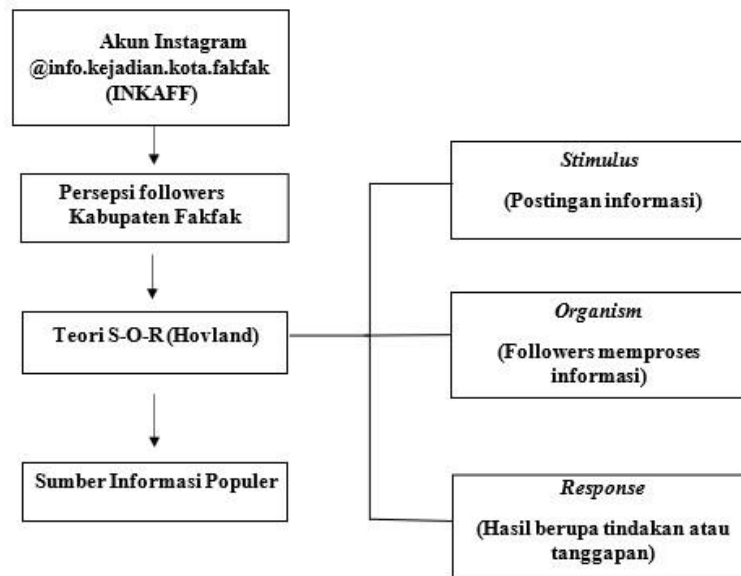 Akun Instagram
@info.kejadian.kota.fakfak
(INKAFF)
Persepsi followers
Kabupaten Fakfak
Teori S-O-R (Hovland)
Sumber Informasi Populer
Stimulus
(Postingan informasi)
Organism
(Followers memproses
informasi)
Response
(Hasil berupa tindakan atau
tanggapan)